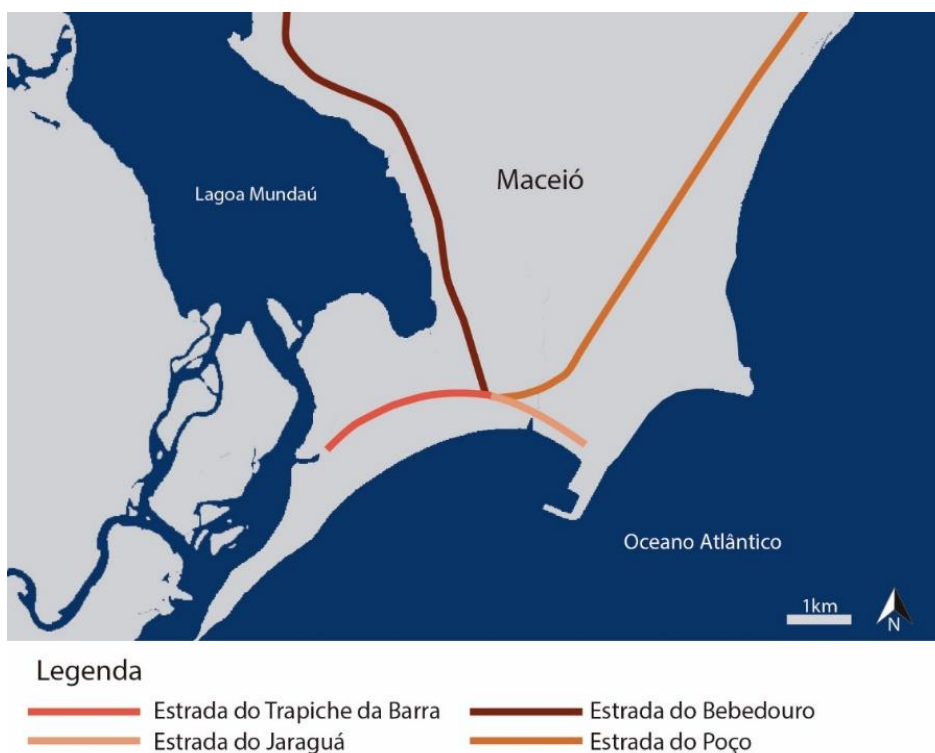 Maceió
Lagoa Mundaú
Oceano Atlântico
1km
N
Legenda
Estrada do Trapiche da Barra
Estrada do Bebedouro
Estrada do Jaraguá
Estrada do Poço